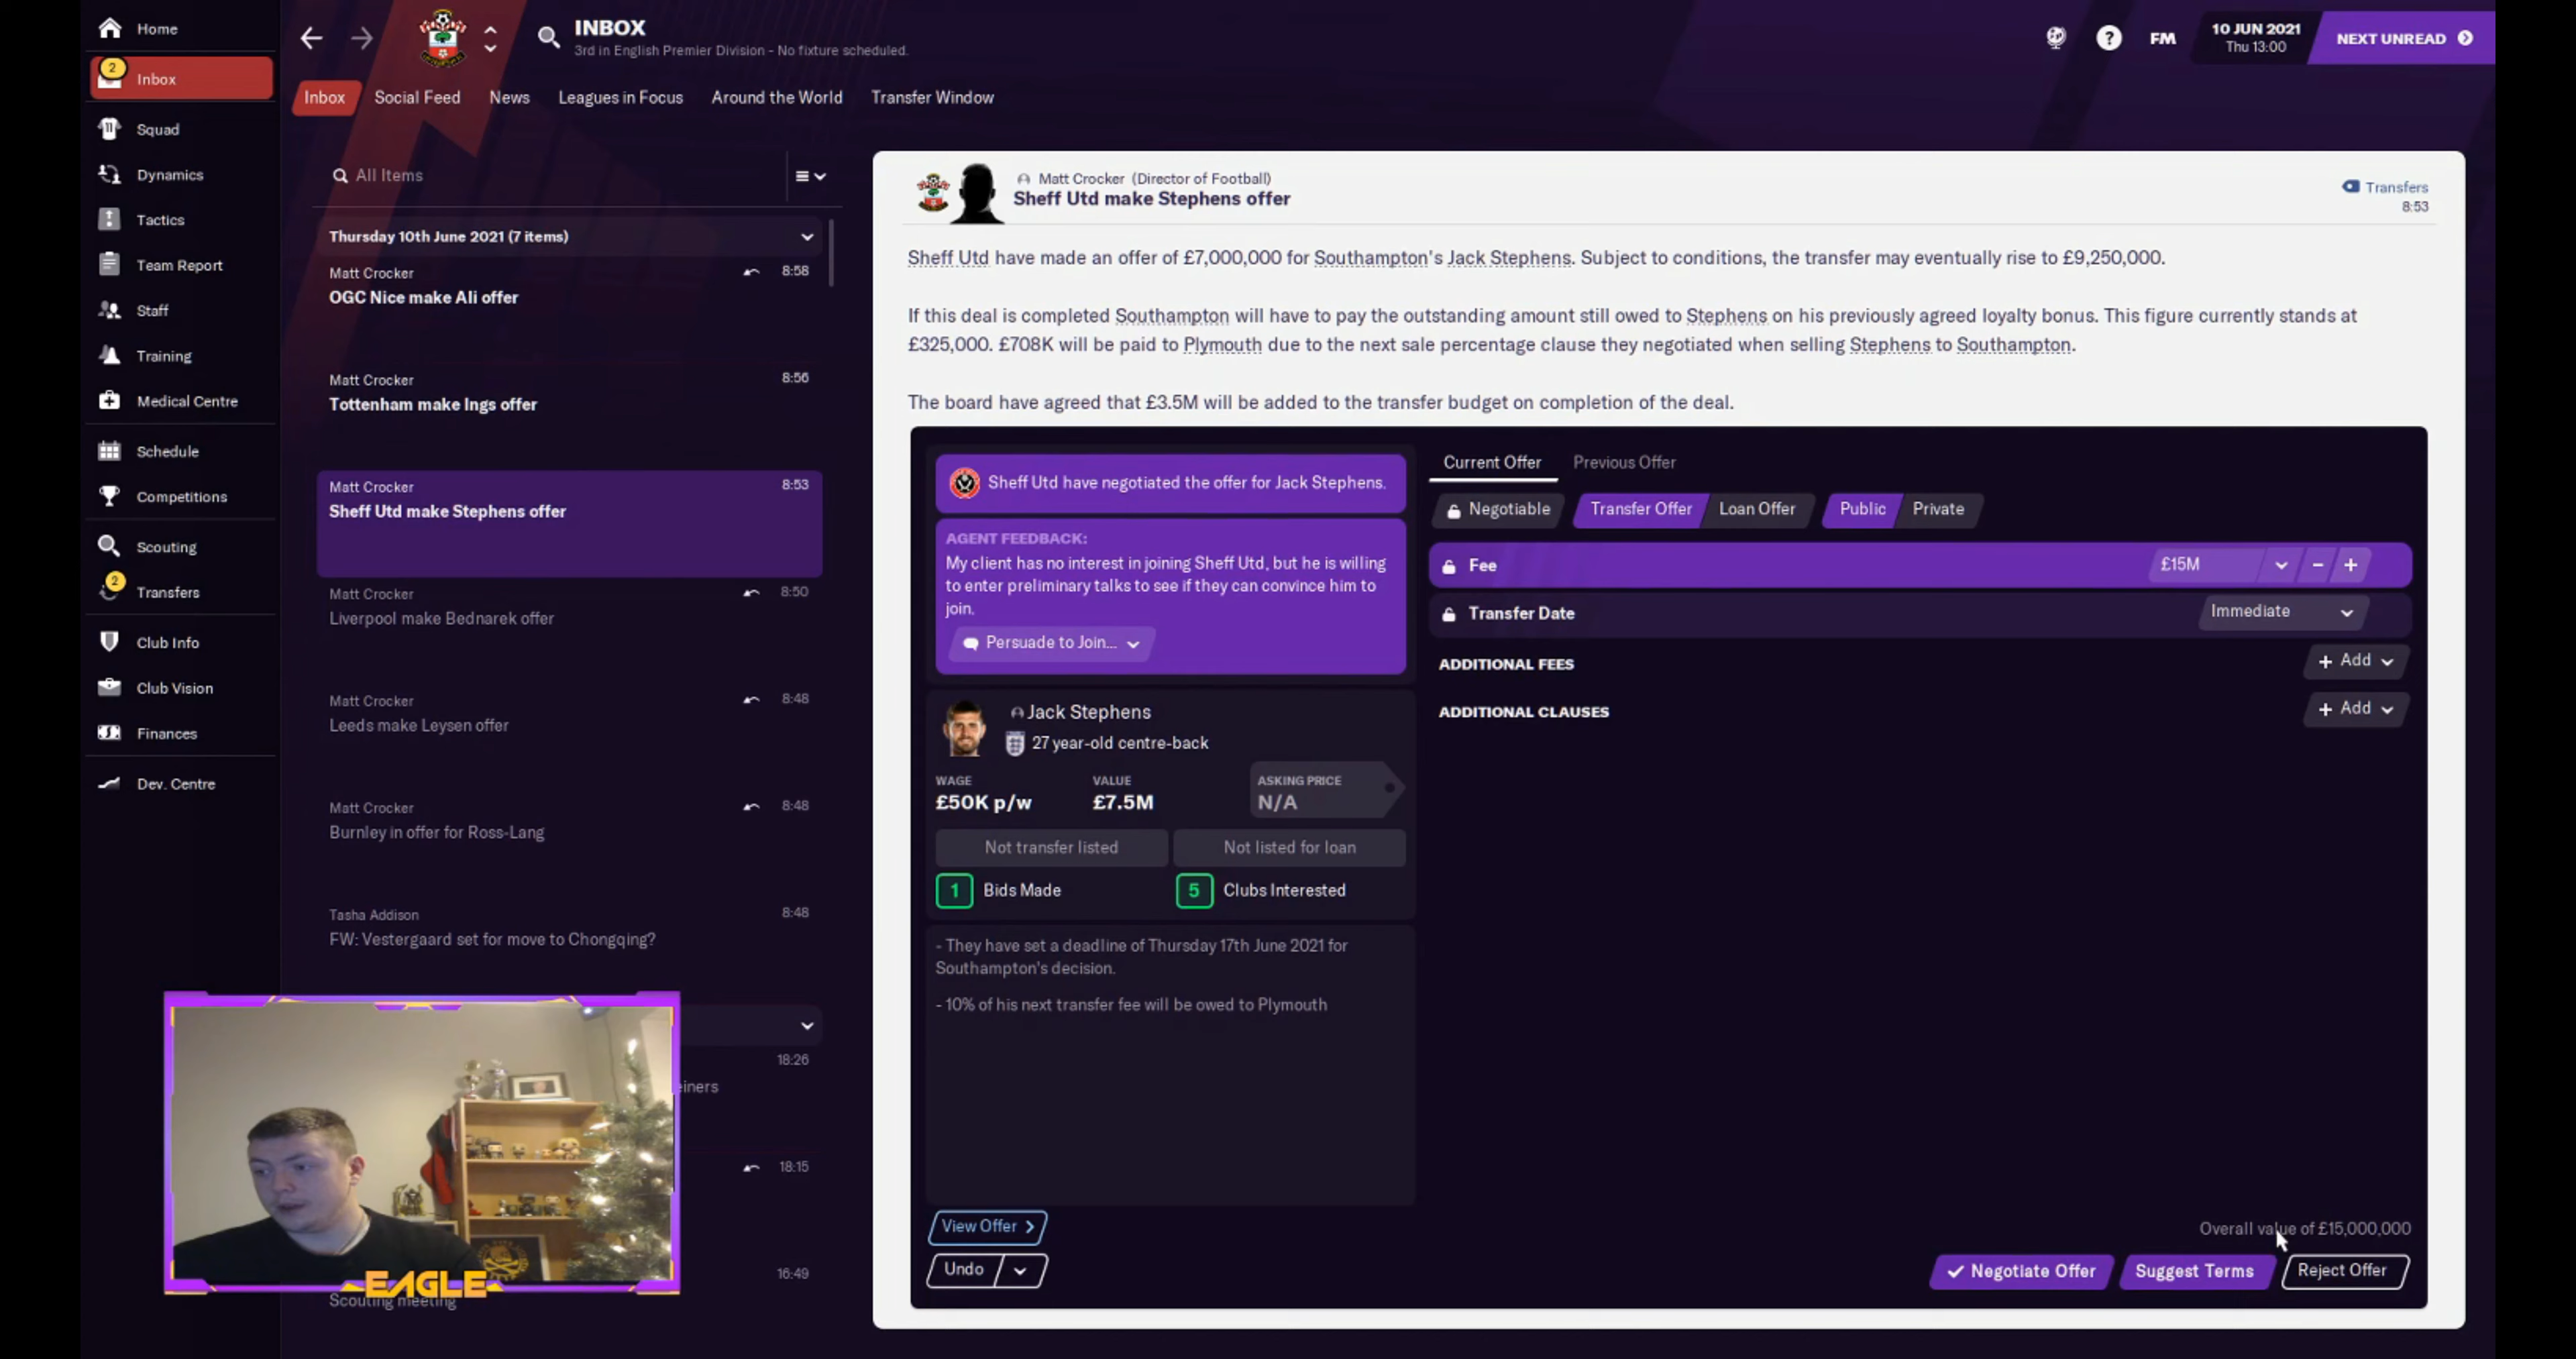 Home
2
Inbox
Squad
Dynamics
Tactics
Team Report
Staff
Training
Medical Centre
Schedule
Competitions
Scouting
2
Transfers
Club Info
Club Vision
Finances
Dev. Centre
INBOX
3rd in English Premier Division - No fixture scheduled.
? FM 10 JUN 2021
Thu 13:00
NEXT UNREAD
Inbox Social Feed News Leagues in Focus Around the World Transfer Window
All Items
Thursday 10th June 2021 (7 items)
Matt Crocker 8:58
OGC Nice make Ali offer
Matt Crocker 8:56
Tottenham make Ings offer
Matt Crocker 8:53
Sheff Utd make Stephens offer
Matt Crocker 8:50
Liverpool make Bednarek offer
Matt Crocker 8:48
Leeds make Leysen offer
Matt Crocker 8:48
Burnley in offer for Ross-Lang
Tasha Addison 8:48
FW: Vestergaard set for move to Chongqing?
18:26
einers
18:15
16:49
Scouting meeting
EAGLE
Matt Crocker (Director of Football)
Sheff Utd make Stephens offer
Transfers
8:53
Sheff Utd have made an offer of £7,000,000 for Southampton's Jack Stephens. Subject to conditions, the transfer may eventually rise to £9,250,000.
If this deal is completed Southampton will have to pay the outstanding amount still owed to Stephens on his previously agreed loyalty bonus. This figure currently stands at
£325,000. £708K will be paid to Plymouth due to the next sale percentage clause they negotiated when selling Stephens to Southampton.
The board have agreed that £3.5M will be added to the transfer budget on completion of the deal.
Sheff Utd have negotiated the offer for Jack Stephens.
AGENT FEEDBACK:
My client has no interest in joining Sheff Utd, but he is willing
to enter preliminary talks to see if they can convince him to
join.
Persuade to Join...
Jack Stephens
27 year-old centre-back
WAGE VALUE ASKING PRICE
£50K p/w £7.5M N/A
Not transfer listed Not listed for loan
1 Bids Made 5 Clubs Interested
- They have set a deadline of Thursday 17th June 2021 for
Southampton's decision.
- 10% of his next transfer fee will be owed to Plymouth
View Offer
Undo
Current Offer Previous Offer
Negotiable Transfer Offer Loan Offer Public Private
Fee £15M - +
Transfer Date Immediate
ADDITIONAL FEES + Add
ADDITIONAL CLAUSES + Add
Overall value of £15,000,000
Negotiate Offer Suggest Terms Reject Offer